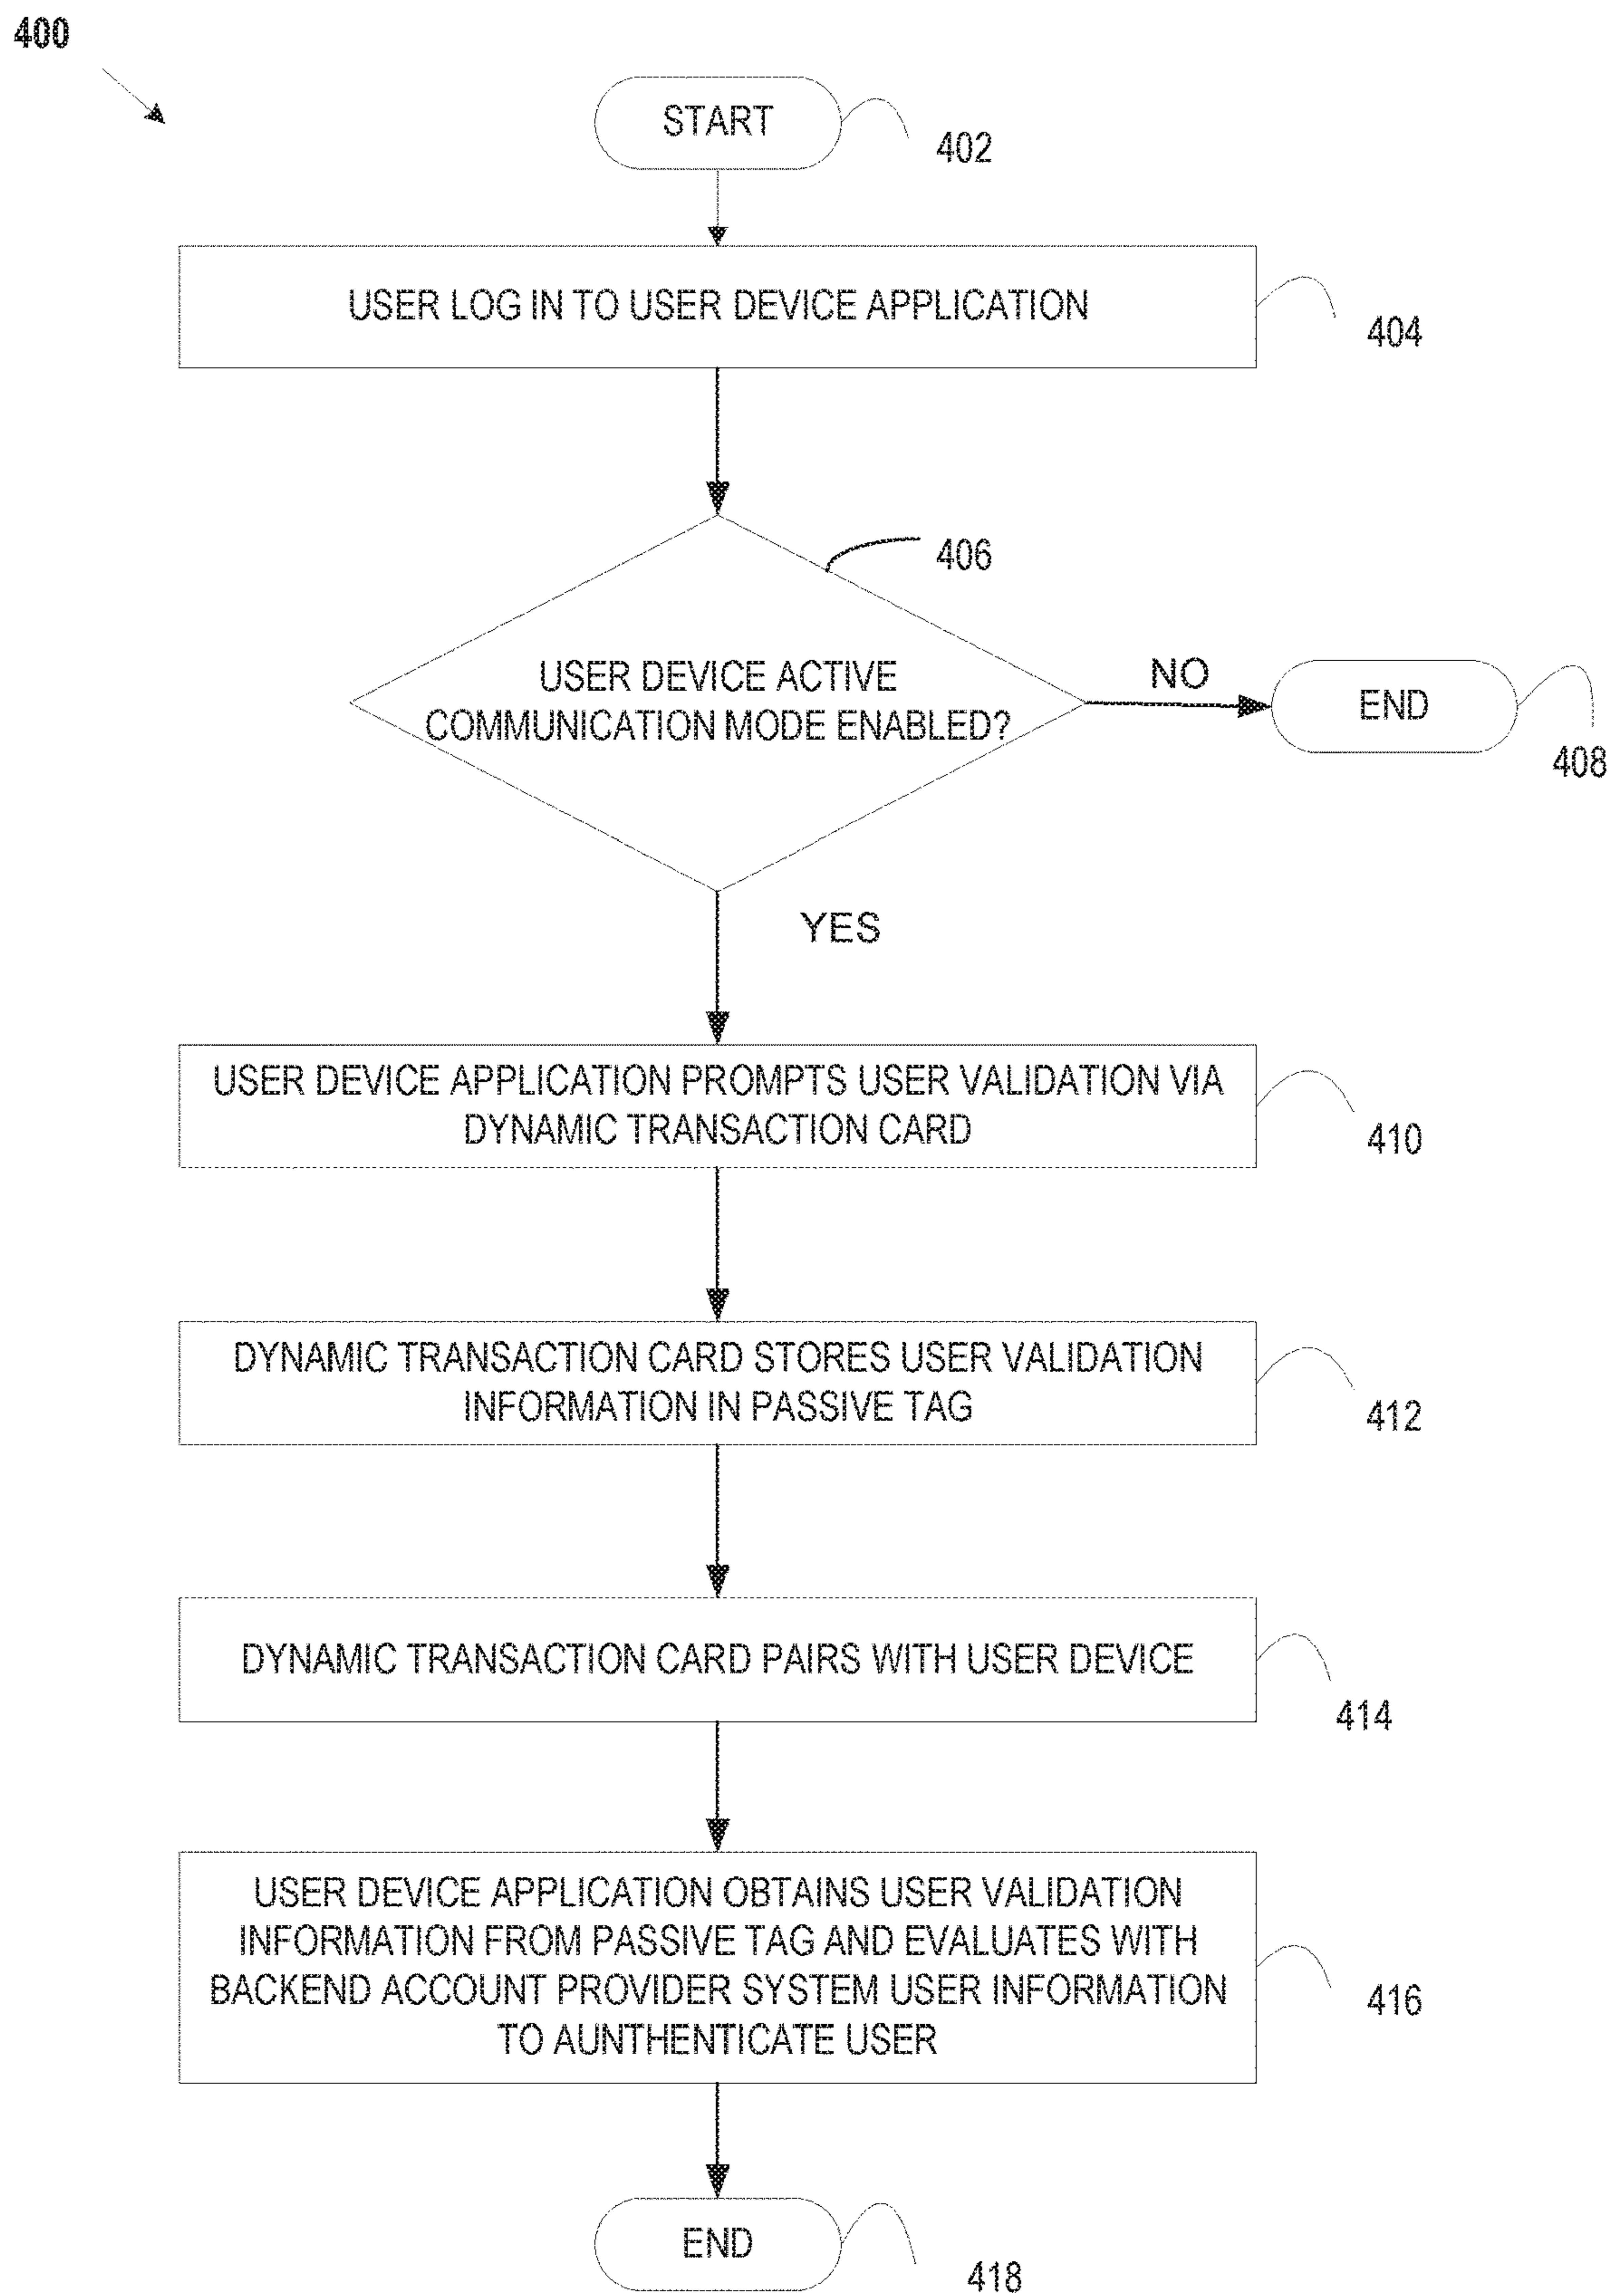 400
START
402
USER LOG IN TO USER DEVICE APPLICATION
404
406
USER DEVICE ACTIVE
COMMUNICATION MODE ENABLED?
NO
END
408
YES
USER DEVICE APPLICATION PROMPTS USER VALIDATION VIA
DYNAMIC TRANSACTION CARD
410
DYNAMIC TRANSACTION CARD STORES USER VALIDATION
INFORMATION IN PASSIVE TAG
412
DYNAMIC TRANSACTION CARD PAIRS WITH USER DEVICE
414
USER DEVICE APPLICATION OBTAINS USER VALIDATION
INFORMATION FROM PASSIVE TAG AND EVALUATES WITH
BACKEND ACCOUNT PROVIDER SYSTEM USER INFORMATION
TO AUNTHENTICATE USER
416
END
418